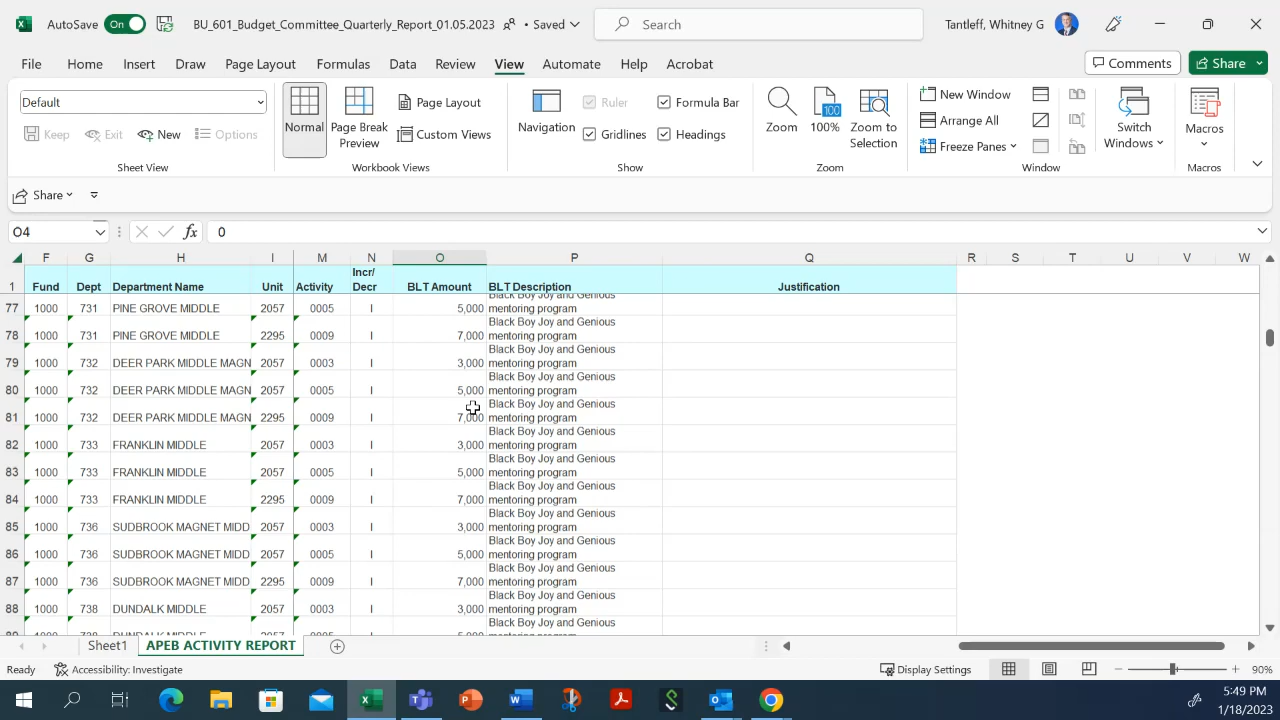 AutoSave On BU_601_Budget_Committee_Quarterly_Report_01.05.2023 • Saved Search Tantleff, Whitney G
File Home Insert Draw Page Layout Formulas Data Review View Automate Help Acrobat Comments Share
Default
Keep Exit New Options
Sheet View
Normal
Page Break
Preview
Page Layout
Custom Views
Workbook Views
Navigation
Ruler
Gridlines
Formula Bar
Headings
Show
Zoom
100
100%
Zoom to
Selection
Zoom
New Window
Arrange All
Freeze Panes
Switch
Windows
Window
Macros
Macros
Share
O4 fx 0
F G H I M N O P Q R S T U V W
1 Fund Dept Department Name Unit Activity Incr/ Decr BLT Amount BLT Description Justification
77 1000 731 PINE GROVE MIDDLE 2057 0005 I 5,000 Black Boy Joy and Genious mentoring program
78 1000 731 PINE GROVE MIDDLE 2295 0009 I 7,000 Black Boy Joy and Genious mentoring program
79 1000 732 DEER PARK MIDDLE MAGN 2057 0003 I 3,000 Black Boy Joy and Genious mentoring program
80 1000 732 DEER PARK MIDDLE MAGN 2057 0005 I 5,000 Black Boy Joy and Genious mentoring program
81 1000 732 DEER PARK MIDDLE MAGN 2295 0009 I 7,000 Black Boy Joy and Genious mentoring program
82 1000 733 FRANKLIN MIDDLE 2057 0003 I 3,000 Black Boy Joy and Genious mentoring program
83 1000 733 FRANKLIN MIDDLE 2057 0005 I 5,000 Black Boy Joy and Genious mentoring program
84 1000 733 FRANKLIN MIDDLE 2295 0009 I 7,000 Black Boy Joy and Genious mentoring program
85 1000 736 SUDBROOK MAGNET MIDD 2057 0003 I 3,000 Black Boy Joy and Genious mentoring program
86 1000 736 SUDBROOK MAGNET MIDD 2057 0005 I 5,000 Black Boy Joy and Genious mentoring program
87 1000 736 SUDBROOK MAGNET MIDD 2295 0009 I 7,000 Black Boy Joy and Genious mentoring program
88 1000 738 DUNDALK MIDDLE 2057 0003 I 3,000 Black Boy Joy and Genious mentoring program
Black Boy Joy and Genious
Sheet1 APEB ACTIVITY REPORT
Ready Accessibility: Investigate Display Settings 90%
5:49 PM
1/18/2023